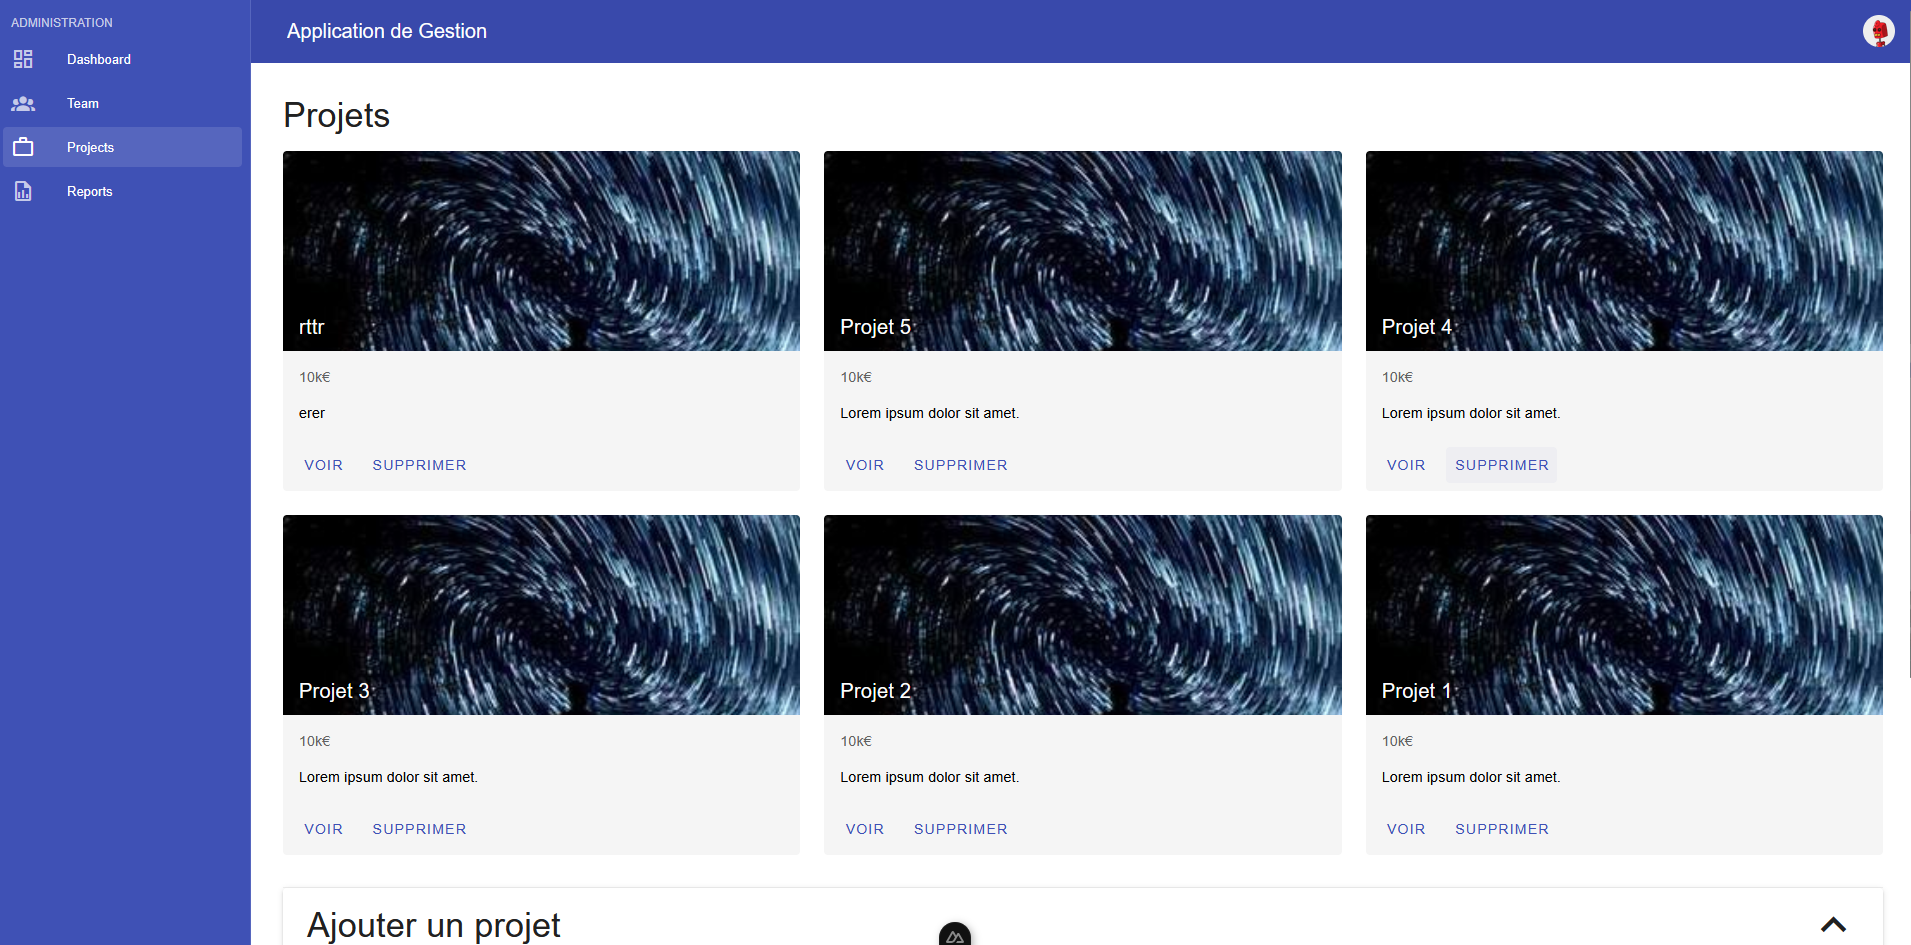 ADMINISTRATION
Dashboard
Team
Projects
Reports
Application de Gestion
Projets
rttr
10k€
erer
VOIR SUPPRIMER
Projet 5
10k€
Lorem ipsum dolor sit amet.
VOIR SUPPRIMER
Projet 4
10k€
Lorem ipsum dolor sit amet.
VOIR SUPPRIMER
Projet 3
10k€
Lorem ipsum dolor sit amet.
VOIR SUPPRIMER
Projet 2
10k€
Lorem ipsum dolor sit amet.
VOIR SUPPRIMER
Projet 1
10k€
Lorem ipsum dolor sit amet.
VOIR SUPPRIMER
Ajouter un projet